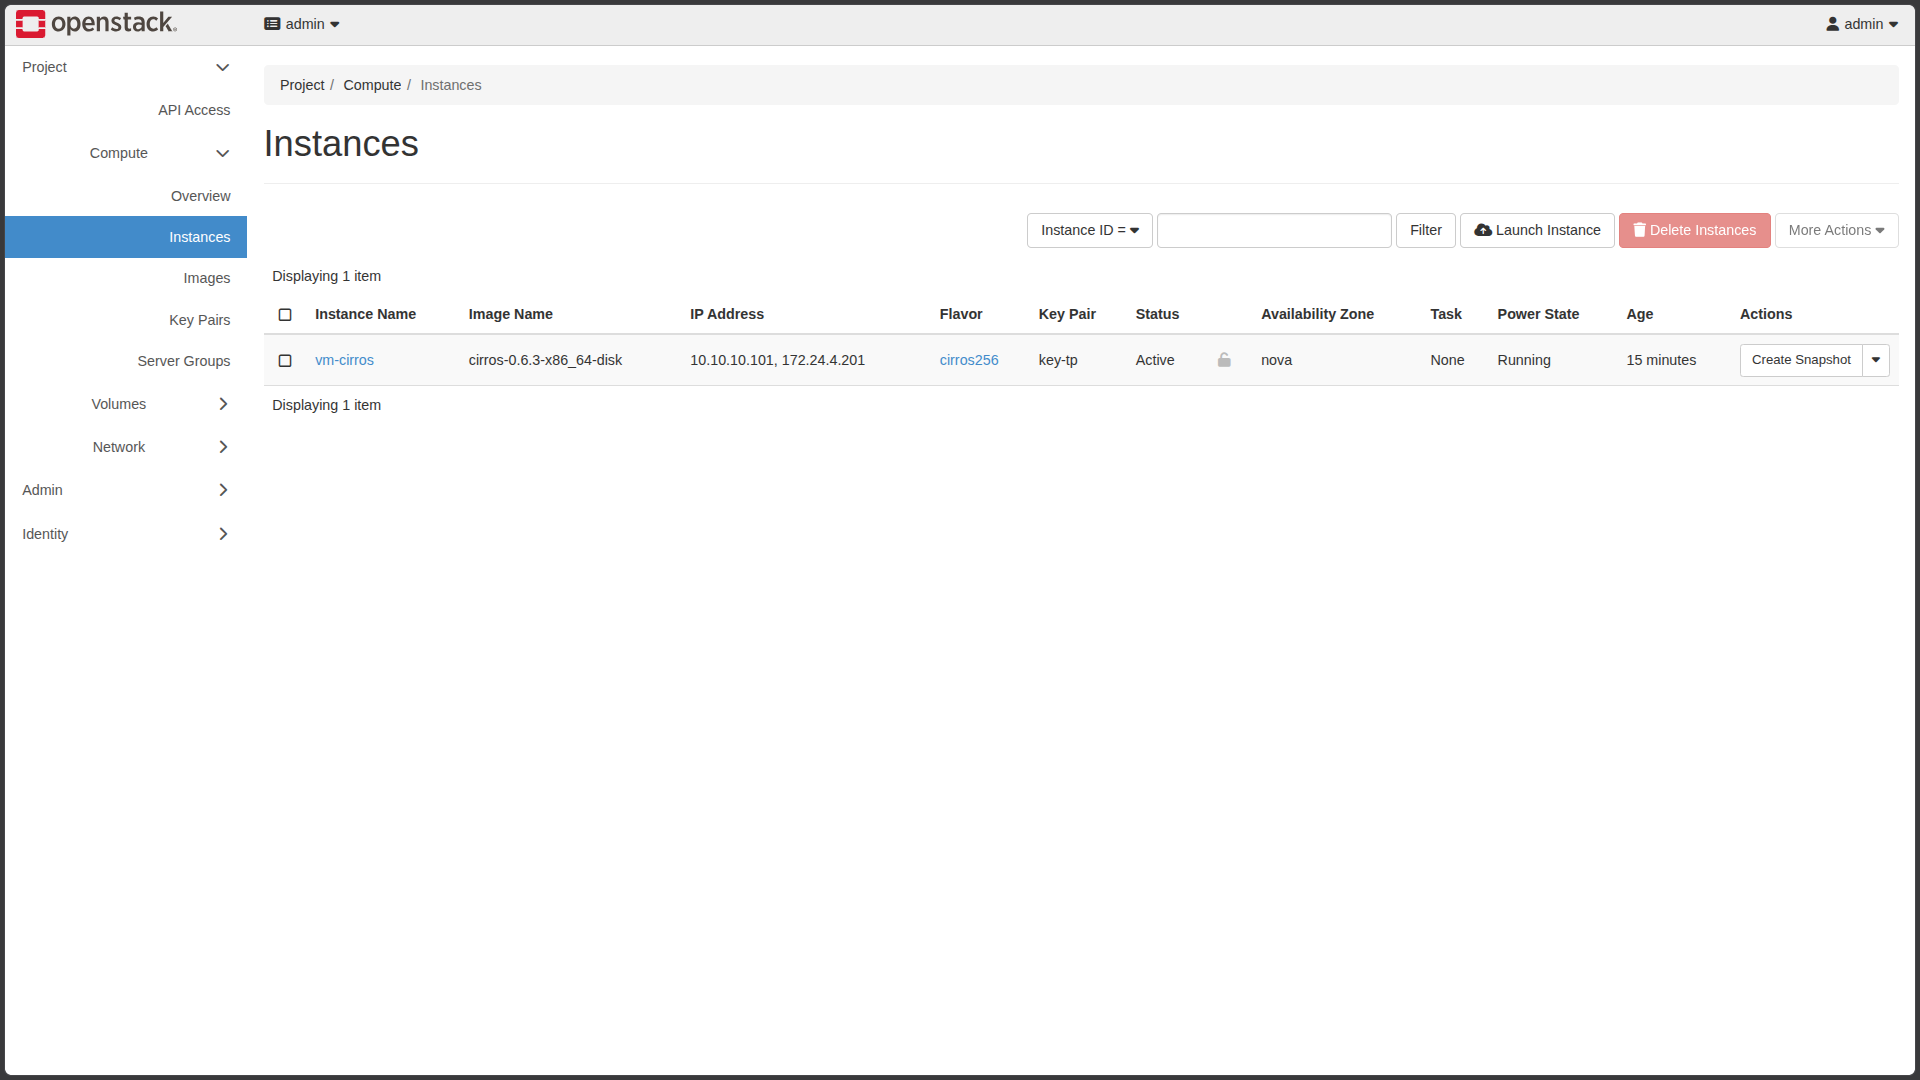 openstack. admin admin
Project
API Access
Compute
Overview
Instances
Images
Key Pairs
Server Groups
Volumes
Network
Admin
Identity
Project / Compute / Instances
Instances
Instance ID = Filter Launch Instance Delete Instances More Actions
Displaying 1 item
Instance Name Image Name IP Address Flavor Key Pair Status Availability Zone Task Power State Age Actions
vm-cirros cirros-0.6.3-x86_64-disk 10.10.10.101, 172.24.4.201 cirros256 key-tp Active nova None Running 15 minutes Create Snapshot
Displaying 1 item